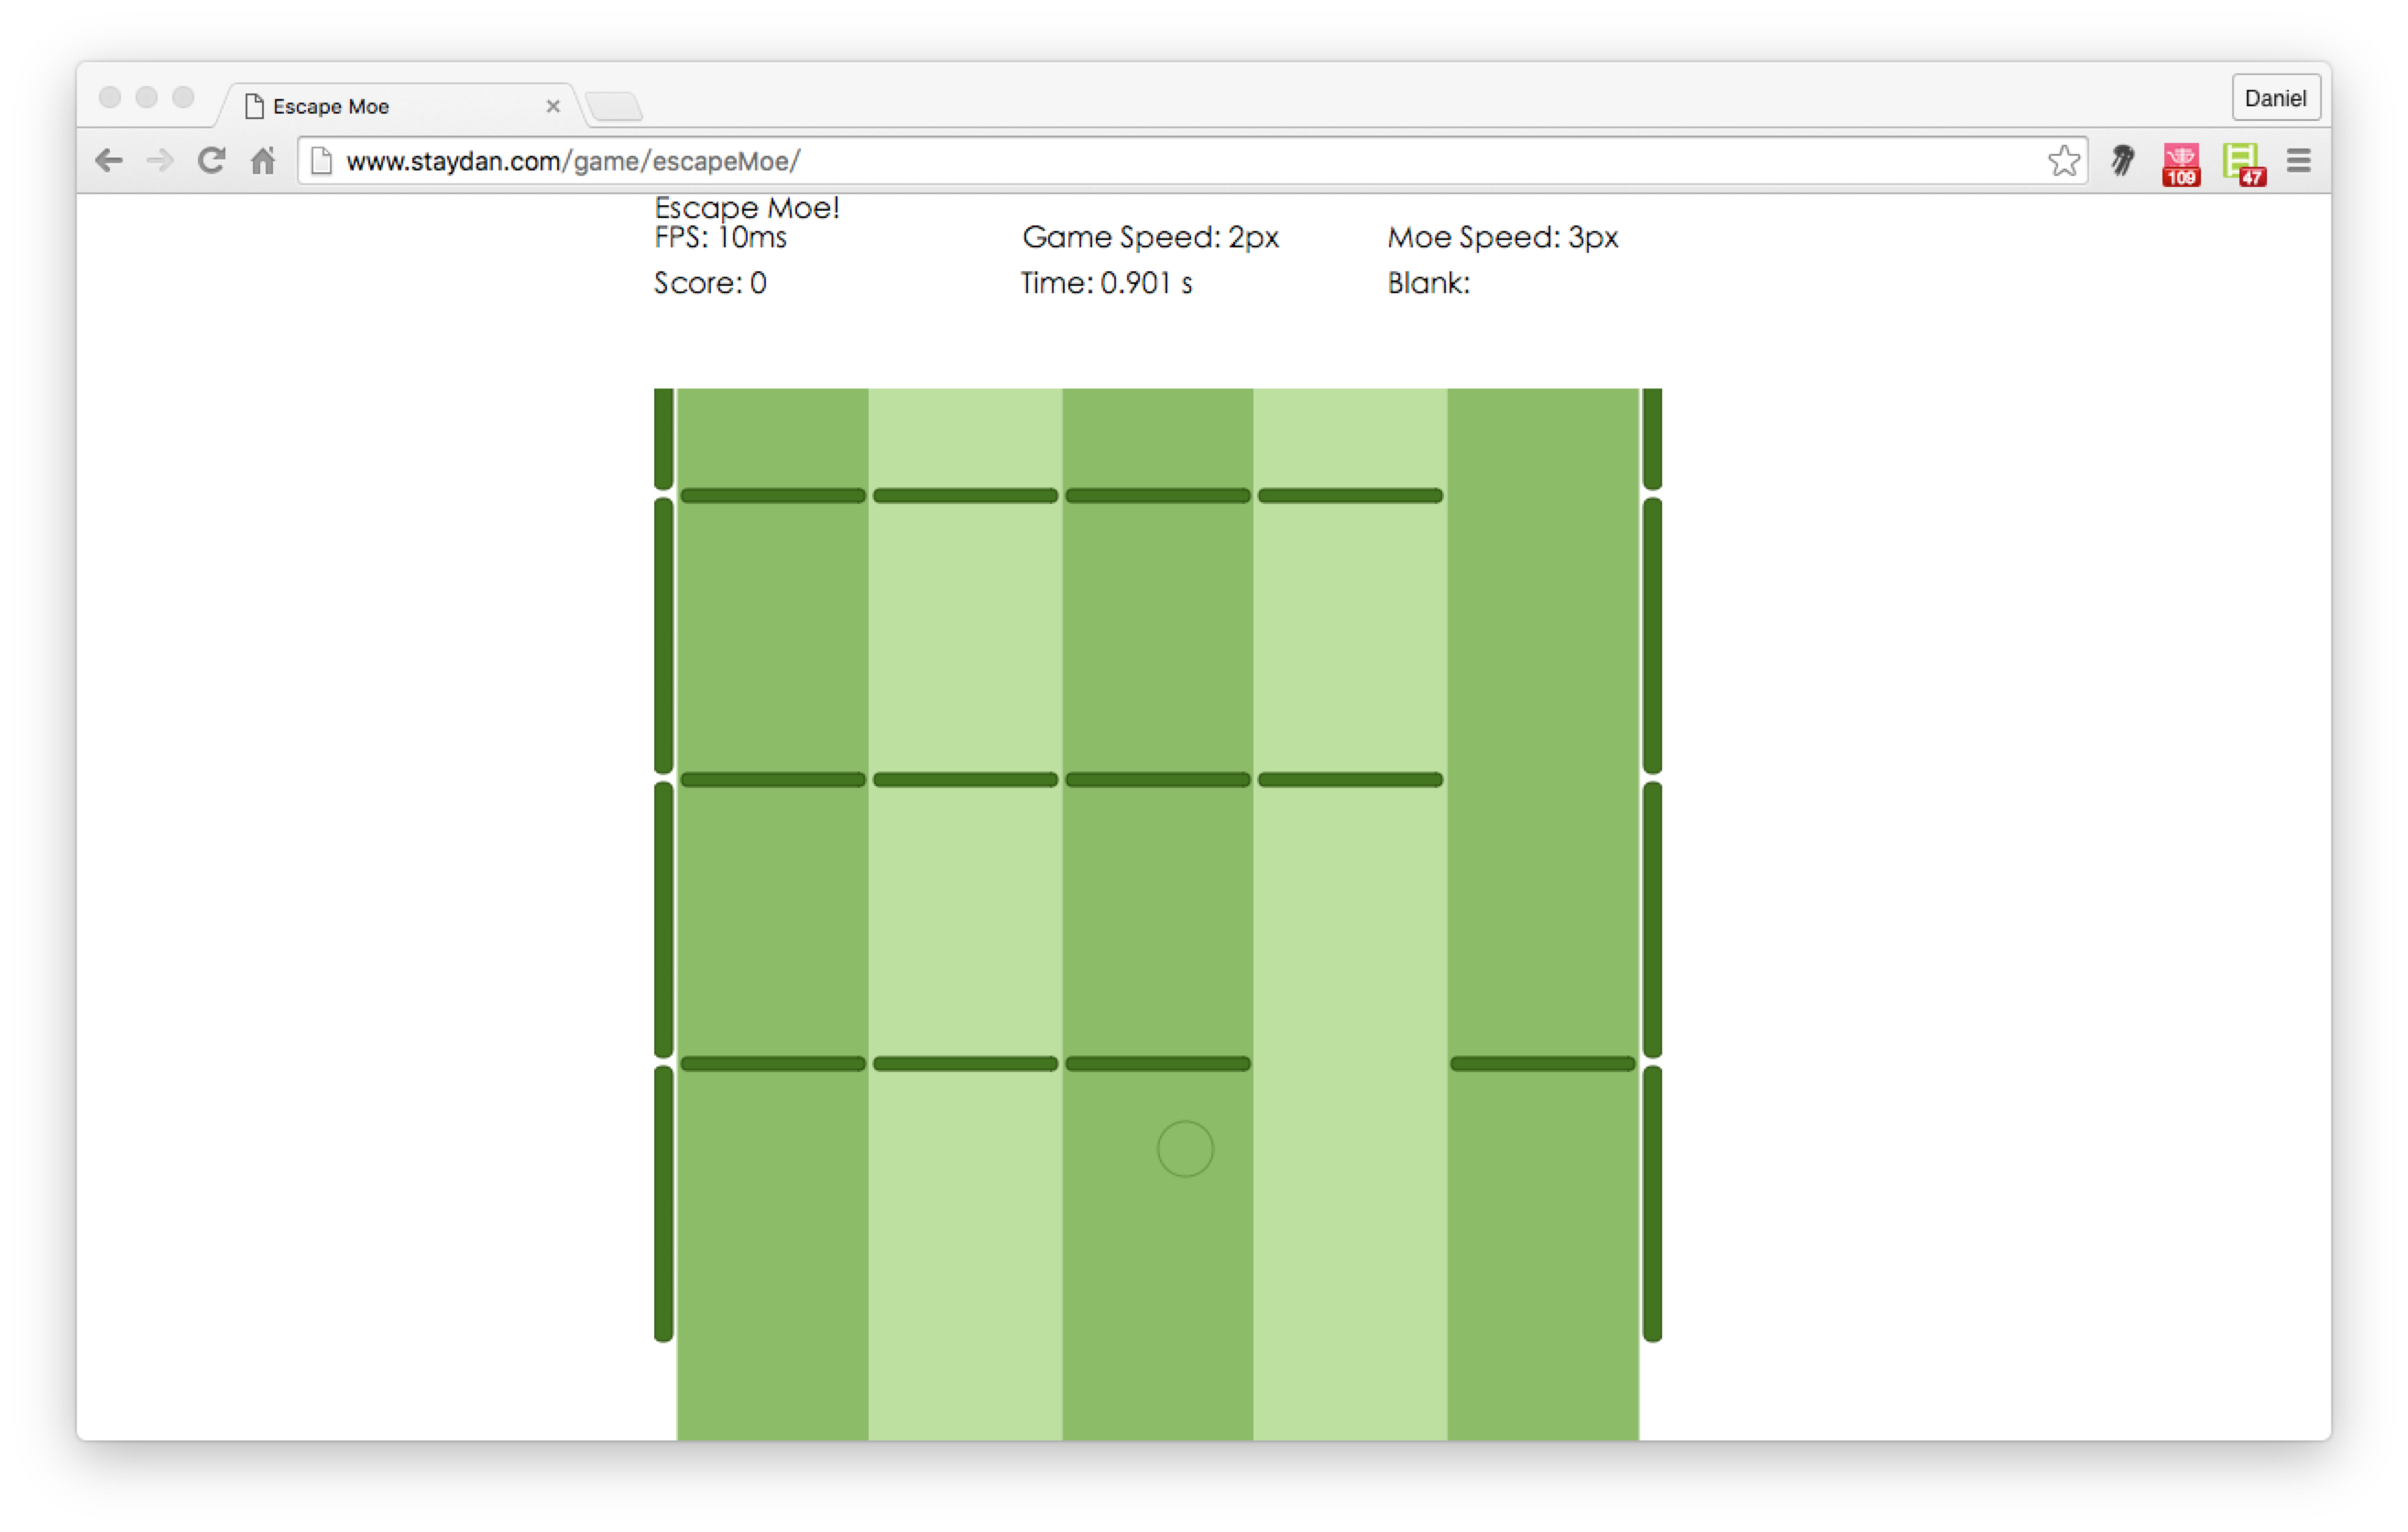 Escape Moe
Daniel
www.staydan.com/game/escapeMoe/
109
47
Escape Moe!
FPS: 10ms Game Speed: 2px Moe Speed: 3px
Score: 0 Time: 0.901 s Blank: